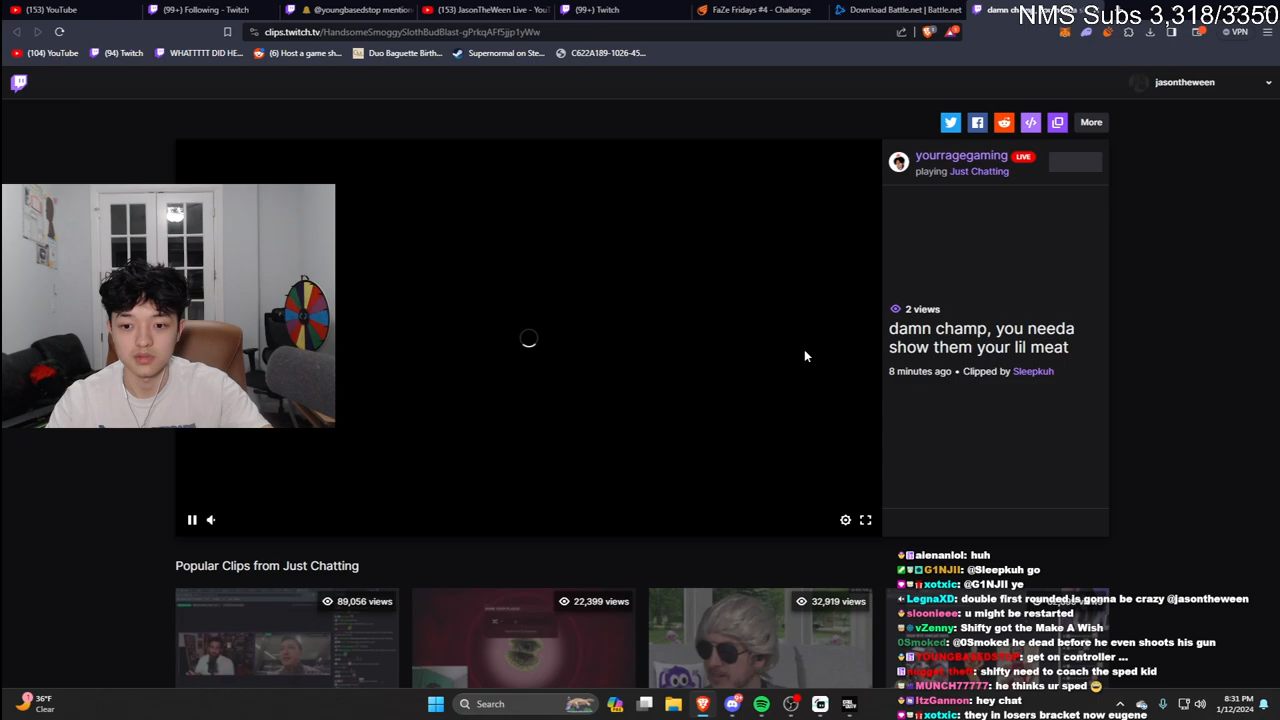 (153) YouTube
(99+) Following - Twitch
(99+)
@youngbasedstop mention
(153) JasonTheWeen Live - YouT
(99+) Twitch
FaZe Fridays #4 - Challenge
Download Battle.net | Battle.net
NMS Subs 3,318/3350
clips.twitch.tv/HandsomeSmoggySlothBudBlast-gPrkqAFf5jjp1yWw
VPN
(104) YouTube
(94) Twitch
WHATTTTT DID HE...
(6) Host a game sh...
Duo Baguette Birth...
Supernormal on Ste...
C622A189-1026-45...
jasontheween
More
yourragegaming LIVE
playing Just Chatting
2 views
damn champ, you needa
show them your lil meat
8 minutes ago • Clipped by Sleepkuh
Popular Clips from Just Chatting
89,056 views
22,399 views
32,919 views
alenanlol: huh
G1NJII: @Sleepkuh go
xotxic: @G1NJII ye
LegnaXD: double first rounded is gonna be crazy @jasontheween
sloonieee: u might be restarted
vZenny: Shifty got the Make A Wish
0Smoked: @0Smoked he dead before he even shoots his gun
YOUNGBASEDSTOP: get on controller ...
nugget_theft: shifty need to coach the sped kid
MUNCH77777: he thinks ur sped
ItzGannon: hey chat
xotxic: they in losers bracket now eugene
36°F
Clear
Search
8:31 PM
1/12/2024